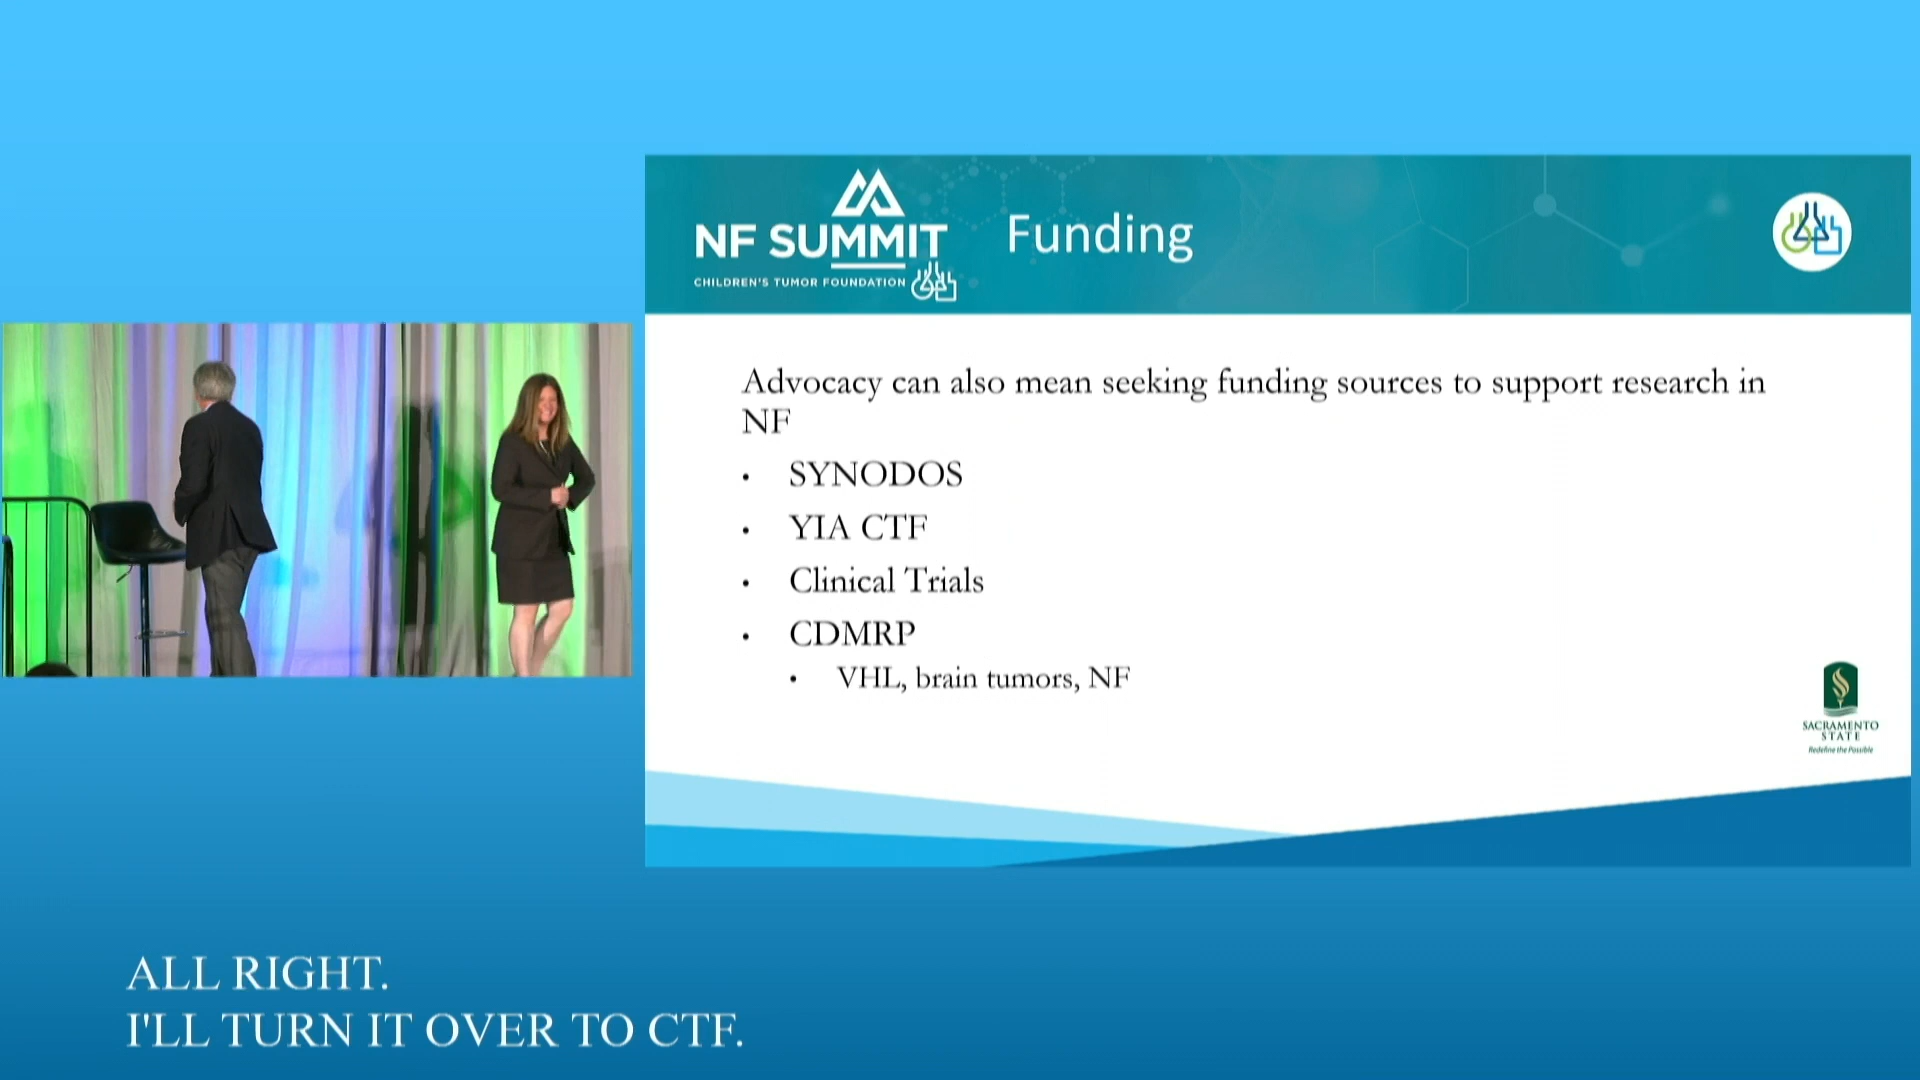 NF SUMMIT
CHILDREN'S TUMOR FOUNDATION
Funding
Advocacy can also mean seeking funding sources to support research in
NF
• SYNODOS
• YIA CTF
• Clinical Trials
• CDMRP
• VHL, brain tumors, NF
SACRAMENTO
STATE
Redefine the Possible
ALL RIGHT.
I'LL TURN IT OVER TO CTF.